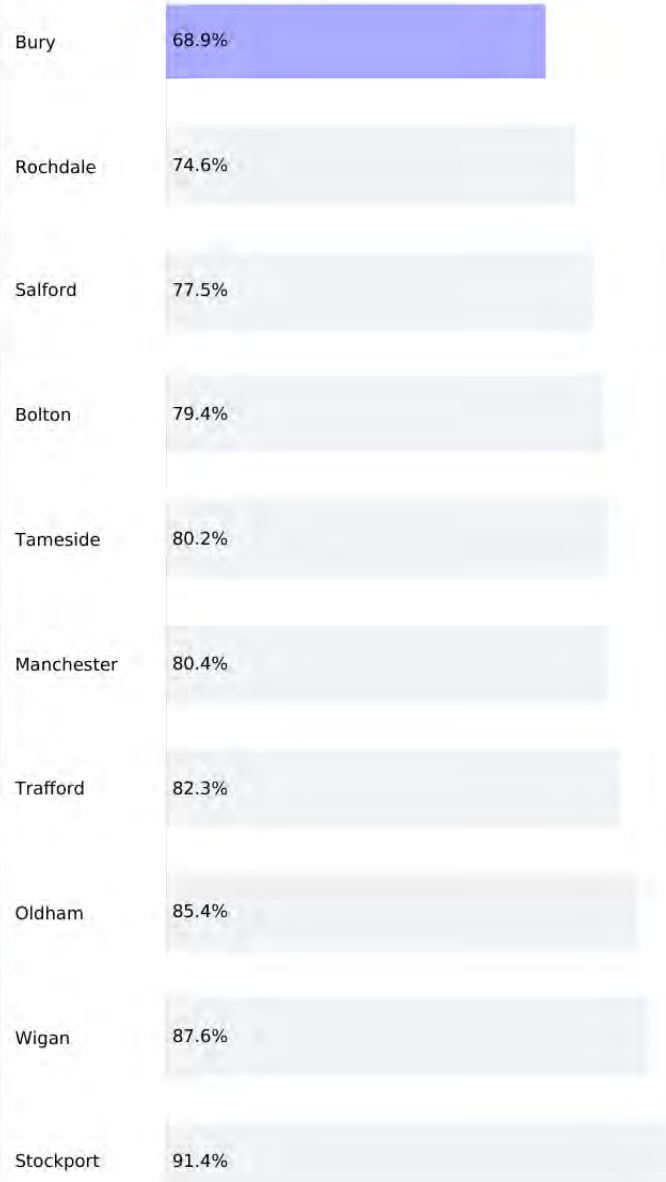 Bury 68.9%
Rochdale 74.6%
Salford 77.5%
Bolton 79.4%
Tameside 80.2%
Manchester 80.4%
Trafford 82.3%
Oldham 85.4%
Wigan 87.6%
Stockport 91.4%